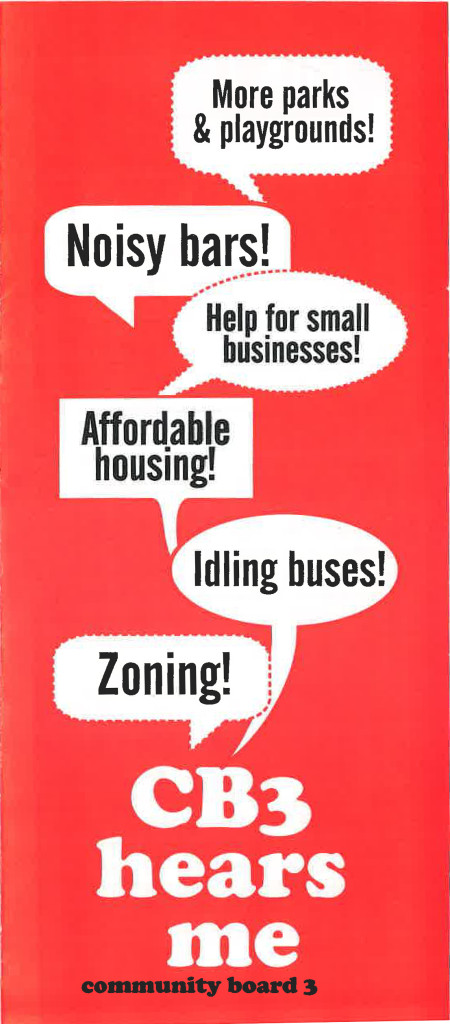 More parks
& playgrounds!
Noisy bars!
Help for small
businesses!
Affordable
housing!
Idling buses!
Zoning!
CB3
hears
me
community board 3